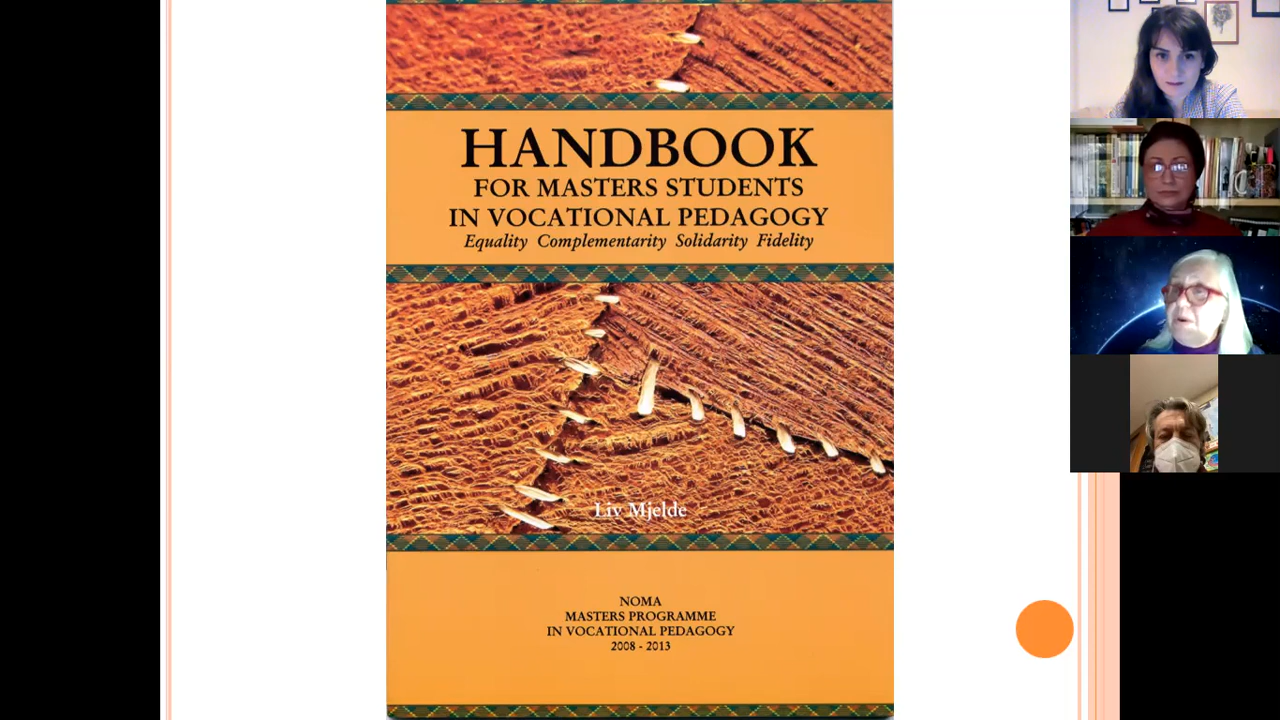 HANDBOOK
FOR MASTERS STUDENTS
IN VOCATIONAL PEDAGOGY
Equality Complementarity Solidarity Fidelity
Liv Mjelde
NOMA
MASTERS PROGRAMME
IN VOCATIONAL PEDAGOGY
2008 - 2013